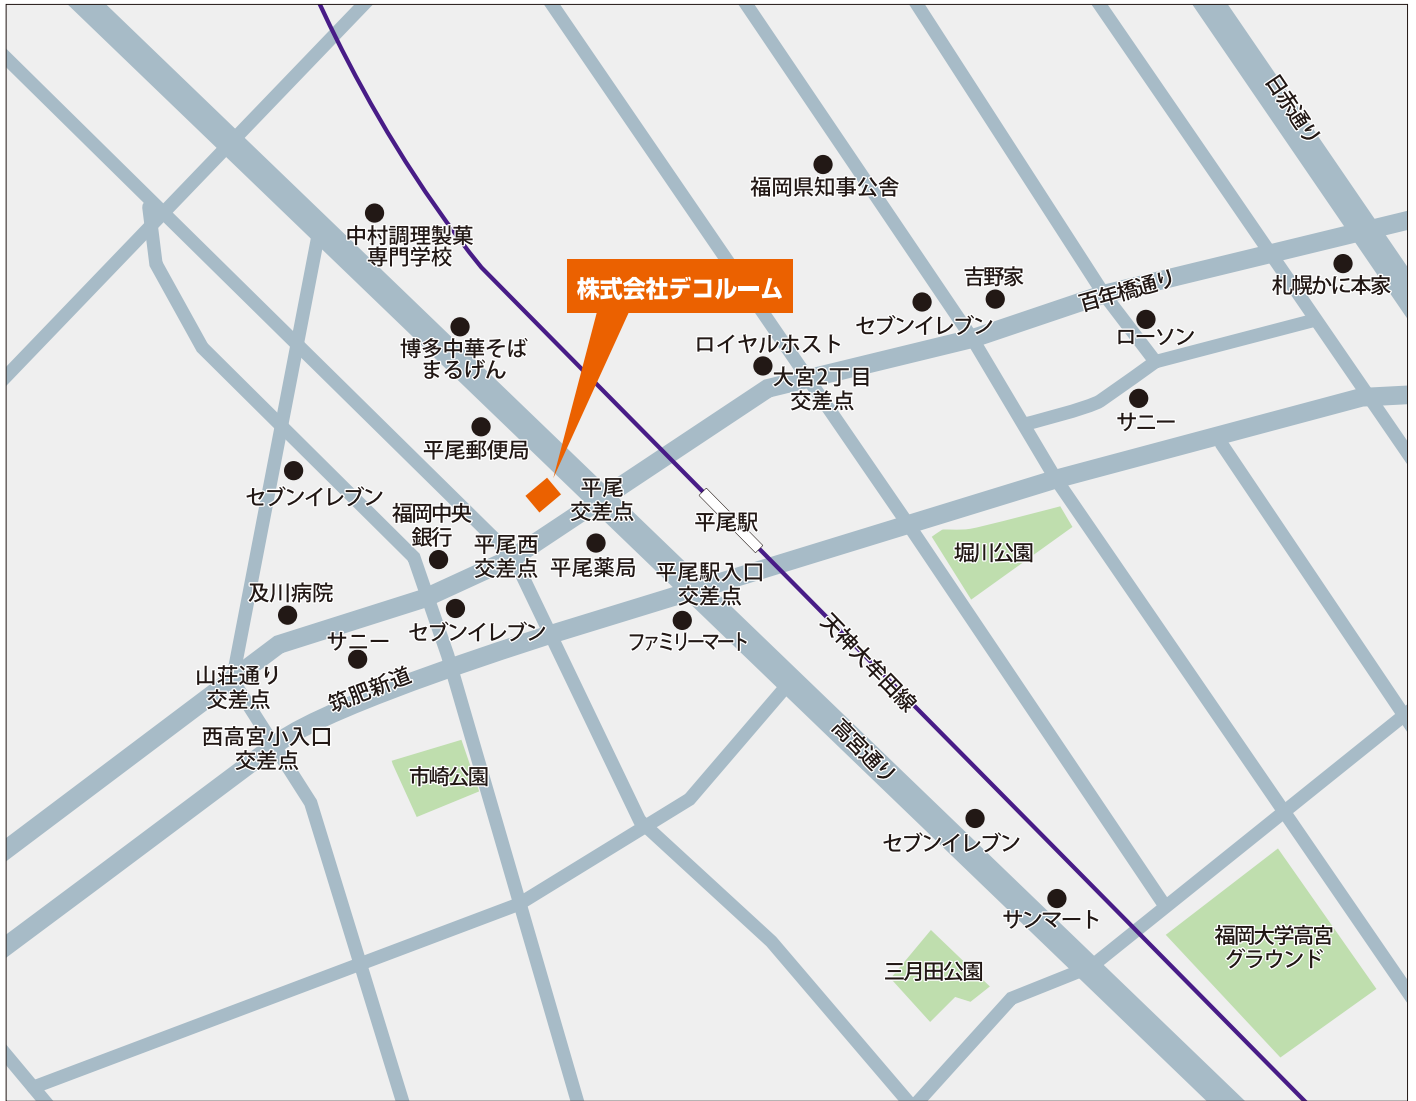 日赤通り
福岡県知事公舎
中村調理製菓
専門学校
株式会社デコルーム
吉野家
セブンイレブン
百年橋通り
札幌かに本家
ローソン
博多中華そば
まるげん
ロイヤルホスト
大宮2丁目
交差点
サニー
平尾郵便局
セブンイレブン
平尾
交差点
福岡中央
銀行
平尾駅
平尾西
交差点
平尾薬局
平尾駅入口
交差点
堀川公園
及川病院
サニー
セブンイレブン
ファミリーマート
天神大牟田線
山荘通り
交差点
筑肥新道
西高宮小入口
交差点
高宮通り
市崎公園
セブンイレブン
サンマート
福岡大学高宮
グラウンド
三月田公園